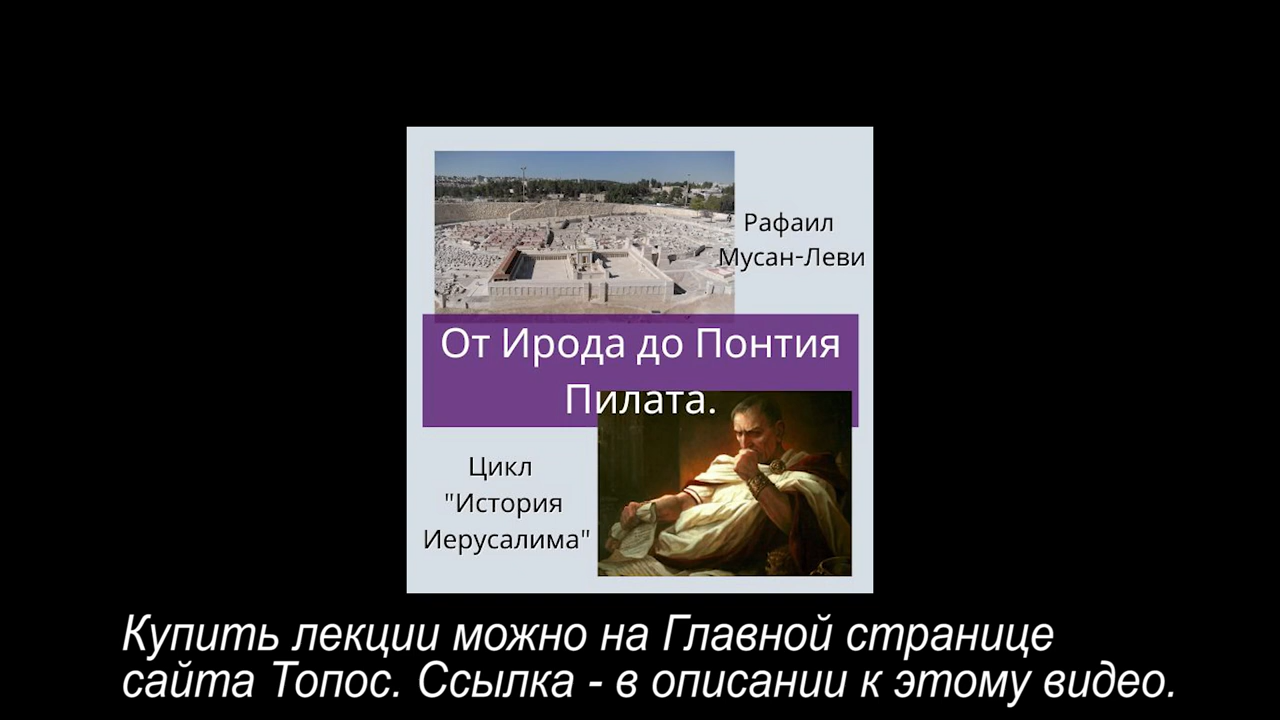 Рафаил
Мусан-Леви
От Ирода до Понтия
Пилата.
Цикл
"История
Иерусалима"
Купить лекции можно на Главной странице
сайта Топос. Ссылка - в описании к этому видео.